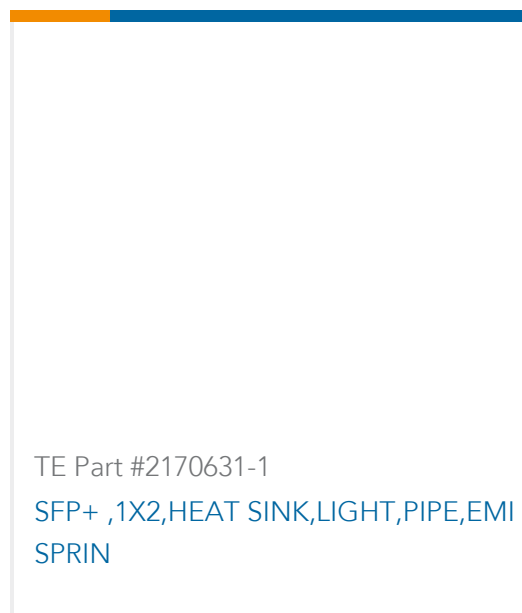 TE Part #2170631-1
SFP+ ,1X2,HEAT SINK,LIGHT,PIPE,EMI
SPRIN